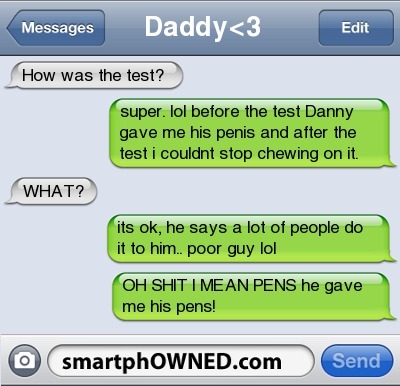 Messages
Daddy<3
Edit
How was the test?
super. lol before the test Danny
gave me his penis and after the
test i couldnt stop chewing on it.
WHAT?
its ok, he says a lot of people do
it to him.. poor guy lol
OH SHIT I MEAN PENS he gave
me his pens!
smartphOWNED.com
Send